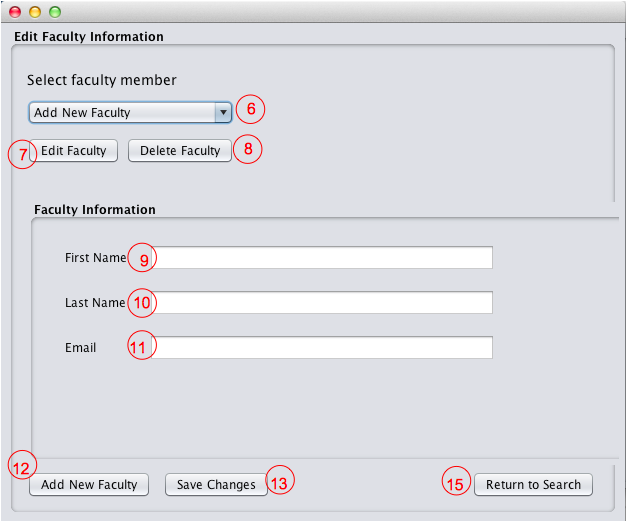 Edit Faculty Information
Select faculty member
Add New Faculty 6
7 Edit Faculty Delete Faculty 8
Faculty Information
First Name 9
Last Name 10
Email 11
12
Add New Faculty Save Changes 13 15 Return to Search